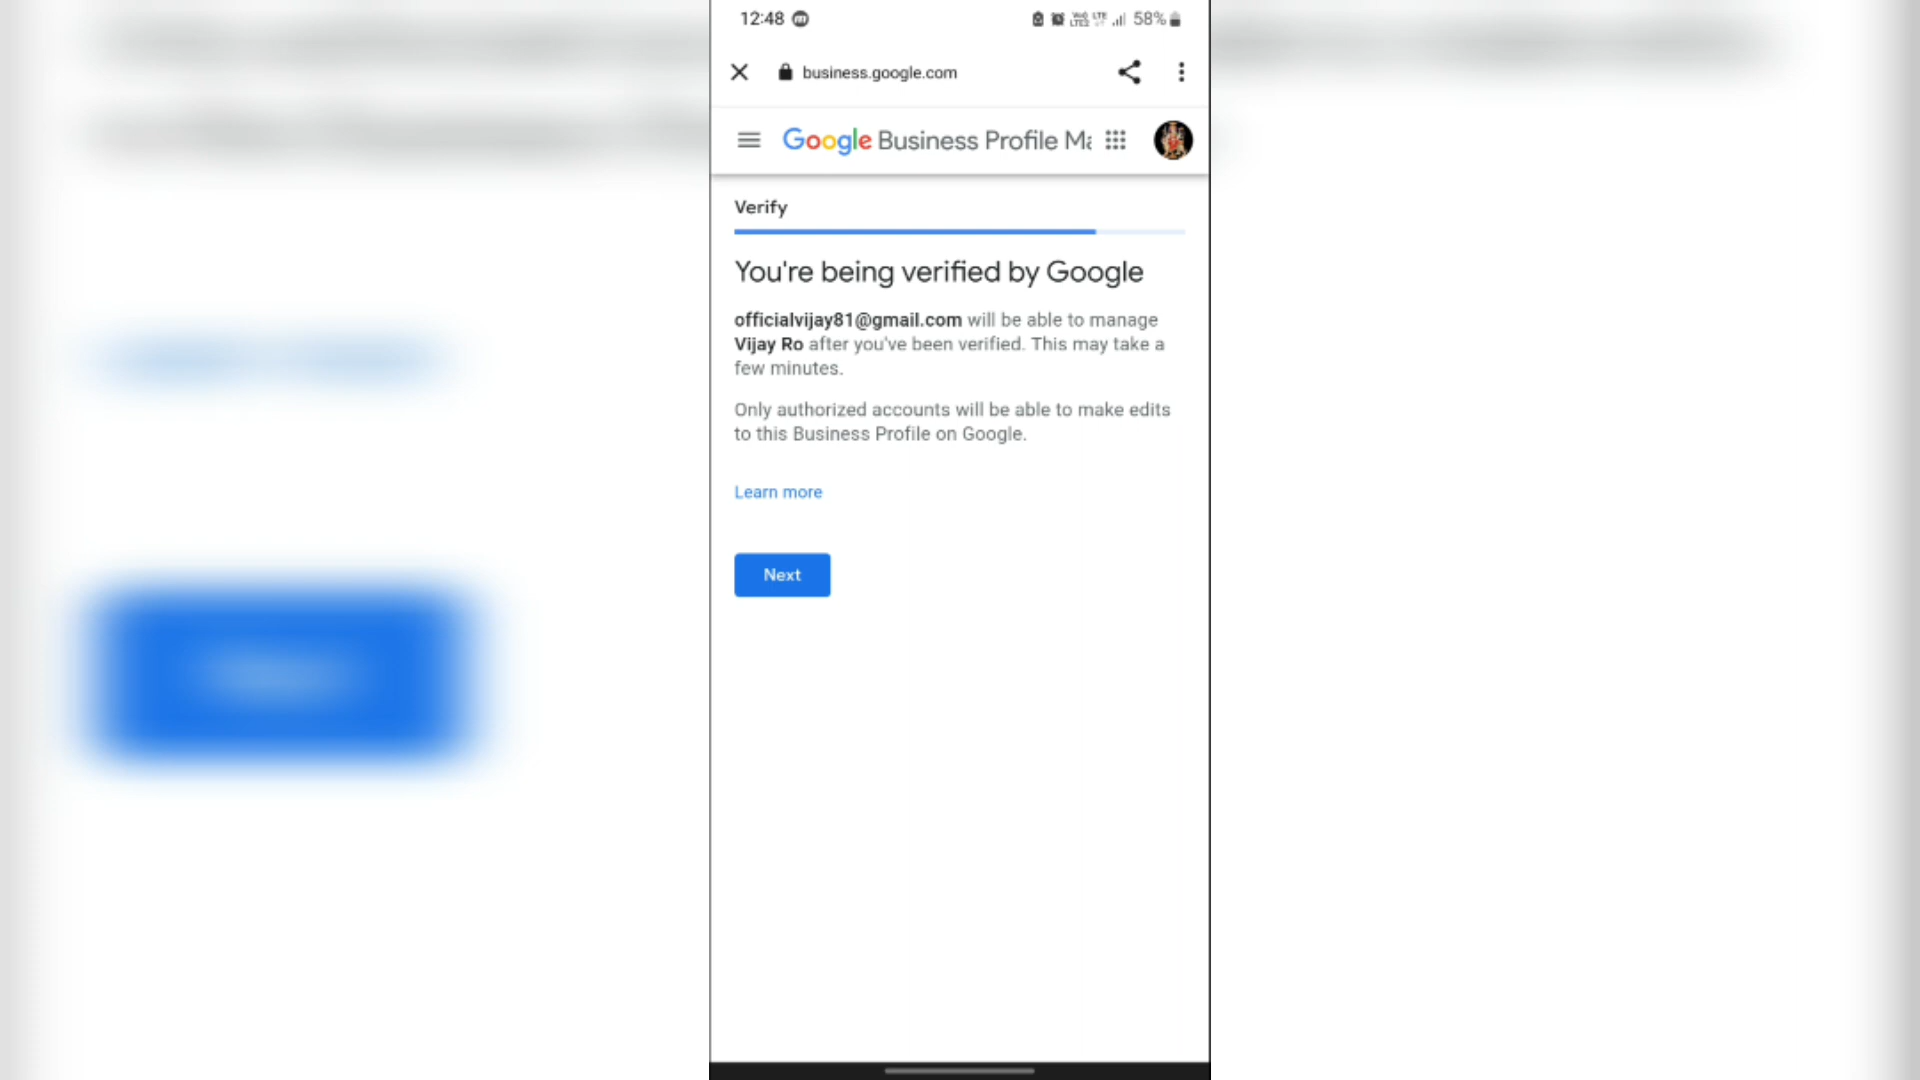 12:48
58%
business.google.com
Google Business Profile Ma
Verify
You're being verified by Google
officialvijay81@gmail.com will be able to manage
Vijay Ro after you've been verified. This may take a
few minutes.
Only authorized accounts will be able to make edits
to this Business Profile on Google.
Learn more
Next